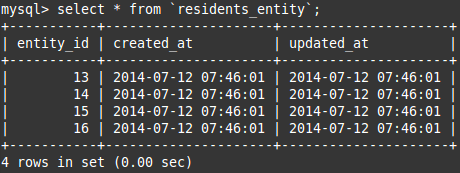 mysql> select * from `residents_entity`;
+-----------+---------------------+---------------------+
| entity_id | created_at          | updated_at          |
+-----------+---------------------+---------------------+
|        13 | 2014-07-12 07:46:01 | 2014-07-12 07:46:01 |
|        14 | 2014-07-12 07:46:01 | 2014-07-12 07:46:01 |
|        15 | 2014-07-12 07:46:01 | 2014-07-12 07:46:01 |
|        16 | 2014-07-12 07:46:01 | 2014-07-12 07:46:01 |
+-----------+---------------------+---------------------+
4 rows in set (0.00 sec)